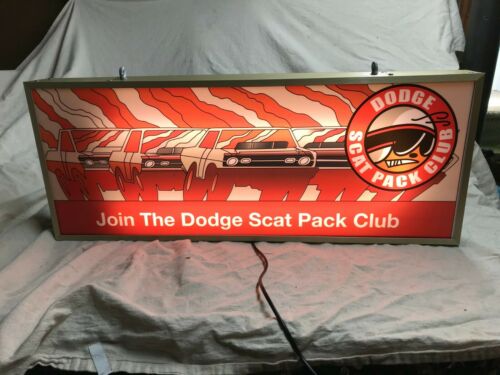 DODGE
SCAT PACK CLUB
Join The Dodge Scat Pack Club